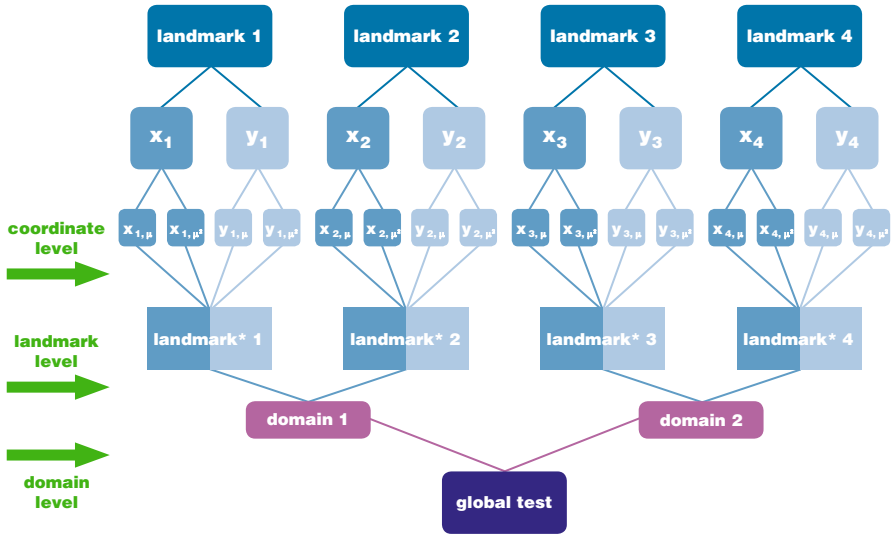 landmark 1 landmark 2 landmark 3 landmark 4
x₁ y₁ x₂ y₂ x₃ y₃ x₄ y₄
x₁,μ x₁,μ² y₁,μ y₁,μ² x₂,μ x₂,μ² y₂,μ y₂,μ² x₃,μ x₃,μ² y₃,μ y₃,μ² x₄,μ x₄,μ² y₄,μ y₄,μ²
coordinate
level
landmark* 1 landmark* 2 landmark* 3 landmark* 4
landmark
level
domain 1 domain 2
domain
level
global test